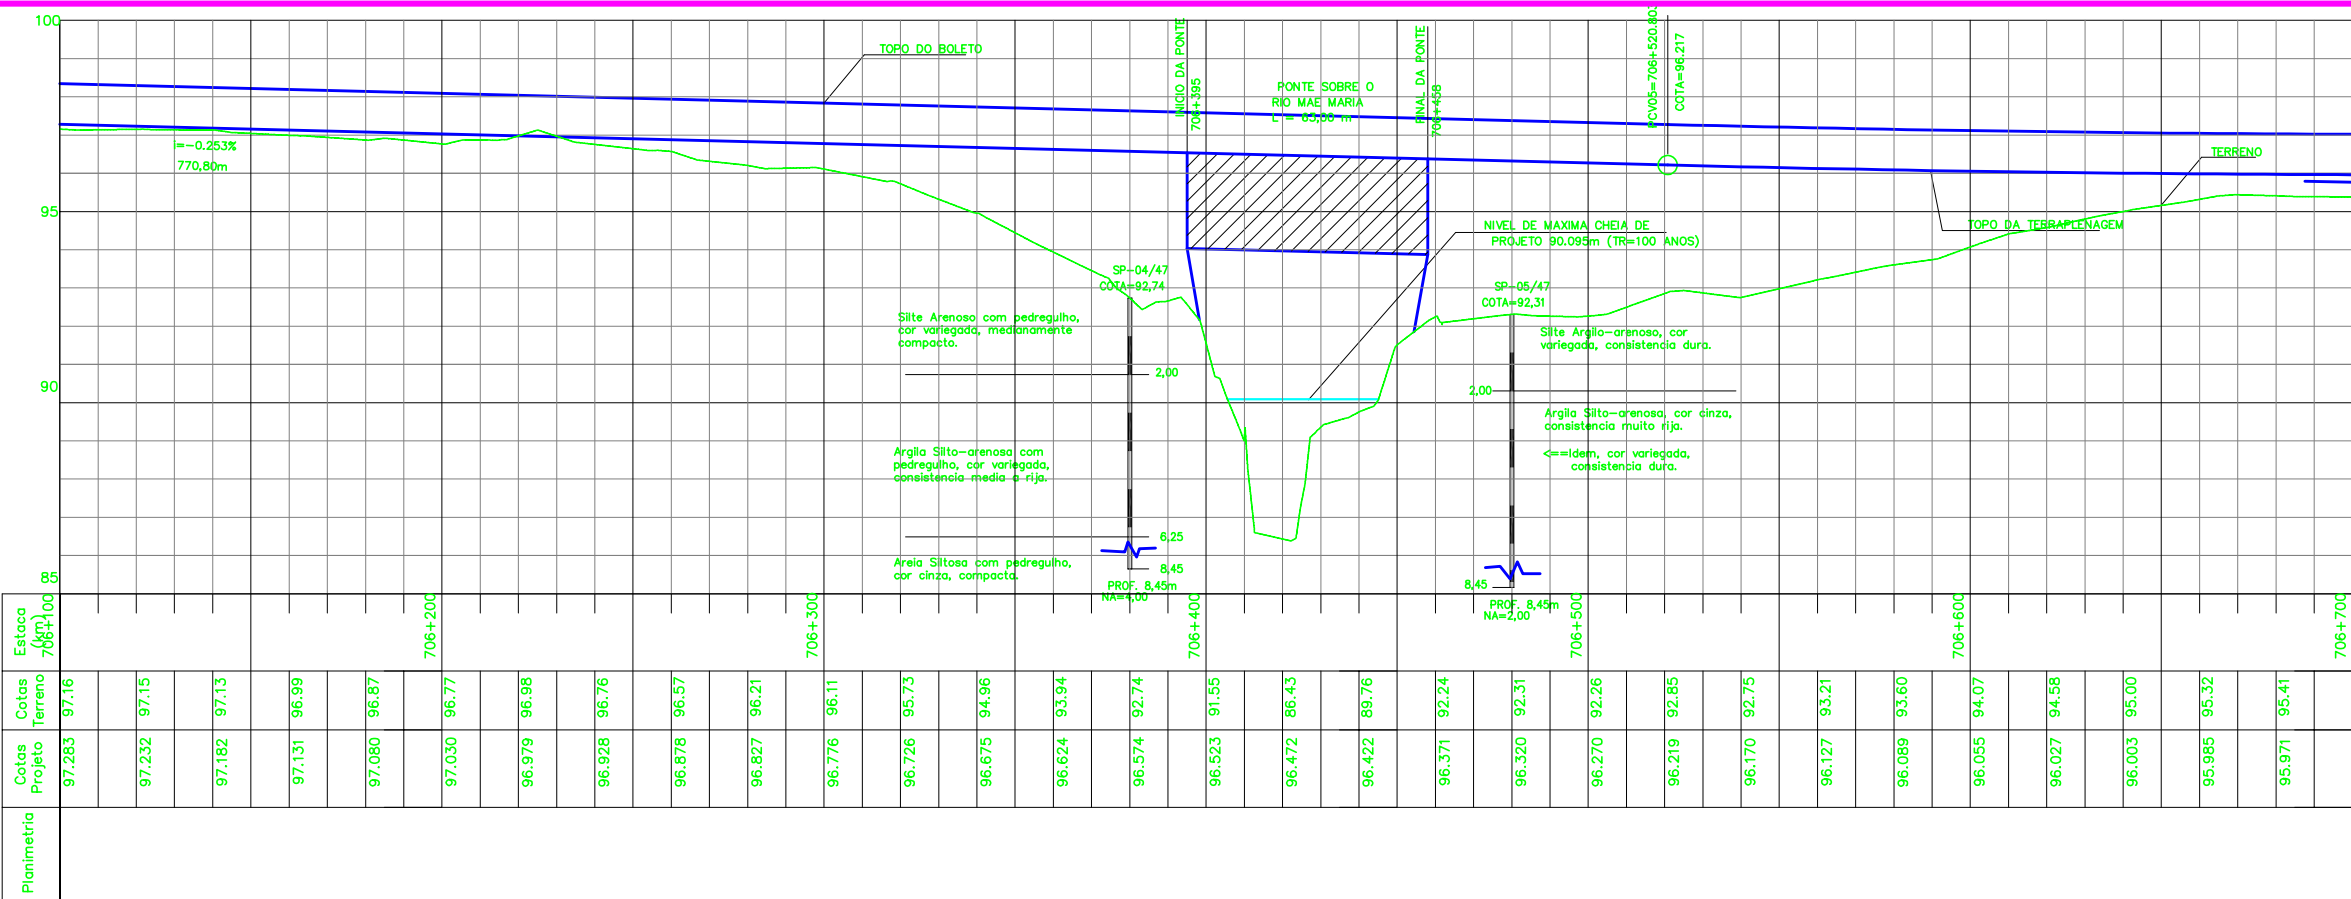 100
95
90
85
TOPO DO BOLETO
i=-0.253%
770,80m
INICIO DA PONTE
706+395
PONTE SOBRE O
RIO MAE MARIA
L = 63,00 m
FINAL DA PONTE
706+458
PCV05=706+520.803
COTA=96.217
TERRENO
TOPO DA TERRAPLENAGEM
NIVEL DE MAXIMA CHEIA DE
PROJETO 90.095m (TR=100 ANOS)
SP-04/47
COTA=92,74
Silte Arenoso com pedregulho,
cor variegada, medianamente
compacto.
2,00
Argila Silto-arenosa com
pedregulho, cor variegada,
consistencia media a rija.
6,25
Areia Siltosa com pedregulho,
cor cinza, compacta.
8,45
PROF. 8,45m
NA=4,00
SP-05/47
COTA=92,31
Silte Argilo-arenoso, cor
variegada, consistencia dura.
2,00
Argila Silto-arenosa, cor cinza,
consistencia muito rija.
<==Idem, cor variegada,
consistencia dura.
8,45
PROF. 8,45m
NA=2,00
Estaca
(km)
706+100 706+200 706+300 706+400 706+500 706+600 706+700
Cotas
Terreno
97.16 97.15 97.13 96.99 96.87 96.77 96.98 96.76 96.57 96.21 96.11 95.73 94.96 93.94 92.74 91.55 86.43 89.76 92.24 92.31 92.26 92.85 92.75 93.21 93.60 94.07 94.58 95.00 95.32 95.41
Cotas
Projeto
97.283 97.232 97.182 97.131 97.080 97.030 96.979 96.928 96.878 96.827 96.776 96.726 96.675 96.624 96.574 96.523 96.472 96.422 96.371 96.320 96.270 96.219 96.170 96.127 96.089 96.055 96.027 96.003 95.985 95.971
Planimetria